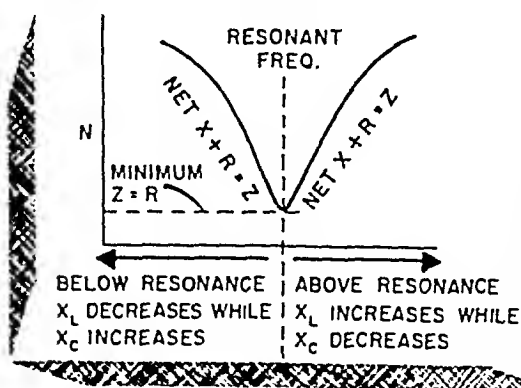 RESONANT
FREQ.
NET X + R = Z
NET X + R = Z
N
MINIMUM
Z = R
BELOW RESONANCE
X_L DECREASES WHILE
X_C INCREASES
ABOVE RESONANCE
X_L INCREASES WHILE
X_C DECREASES